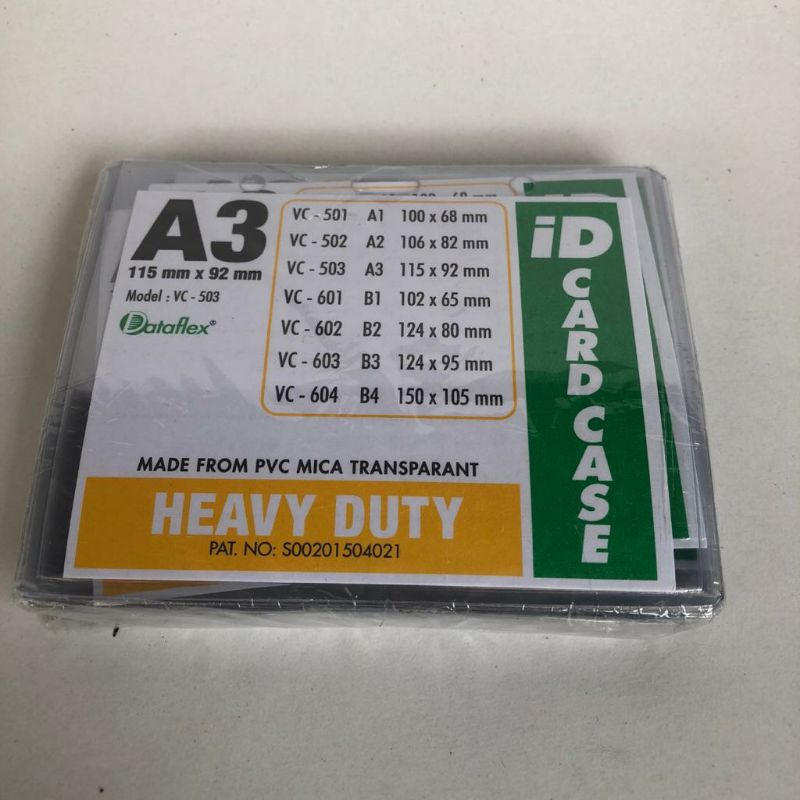 A3
115 mm x 92 mm
Model : VC - 503
Dataflex®
VC - 501 A1 100 x 68 mm
VC - 502 A2 106 x 82 mm
VC - 503 A3 115 x 92 mm
VC - 601 B1 102 x 65 mm
VC - 602 B2 124 x 80 mm
VC - 603 B3 124 x 95 mm
VC - 604 B4 150 x 105 mm
MADE FROM PVC MICA TRANSPARANT
HEAVY DUTY
PAT. NO: S00201504021
iD
CARD CASE